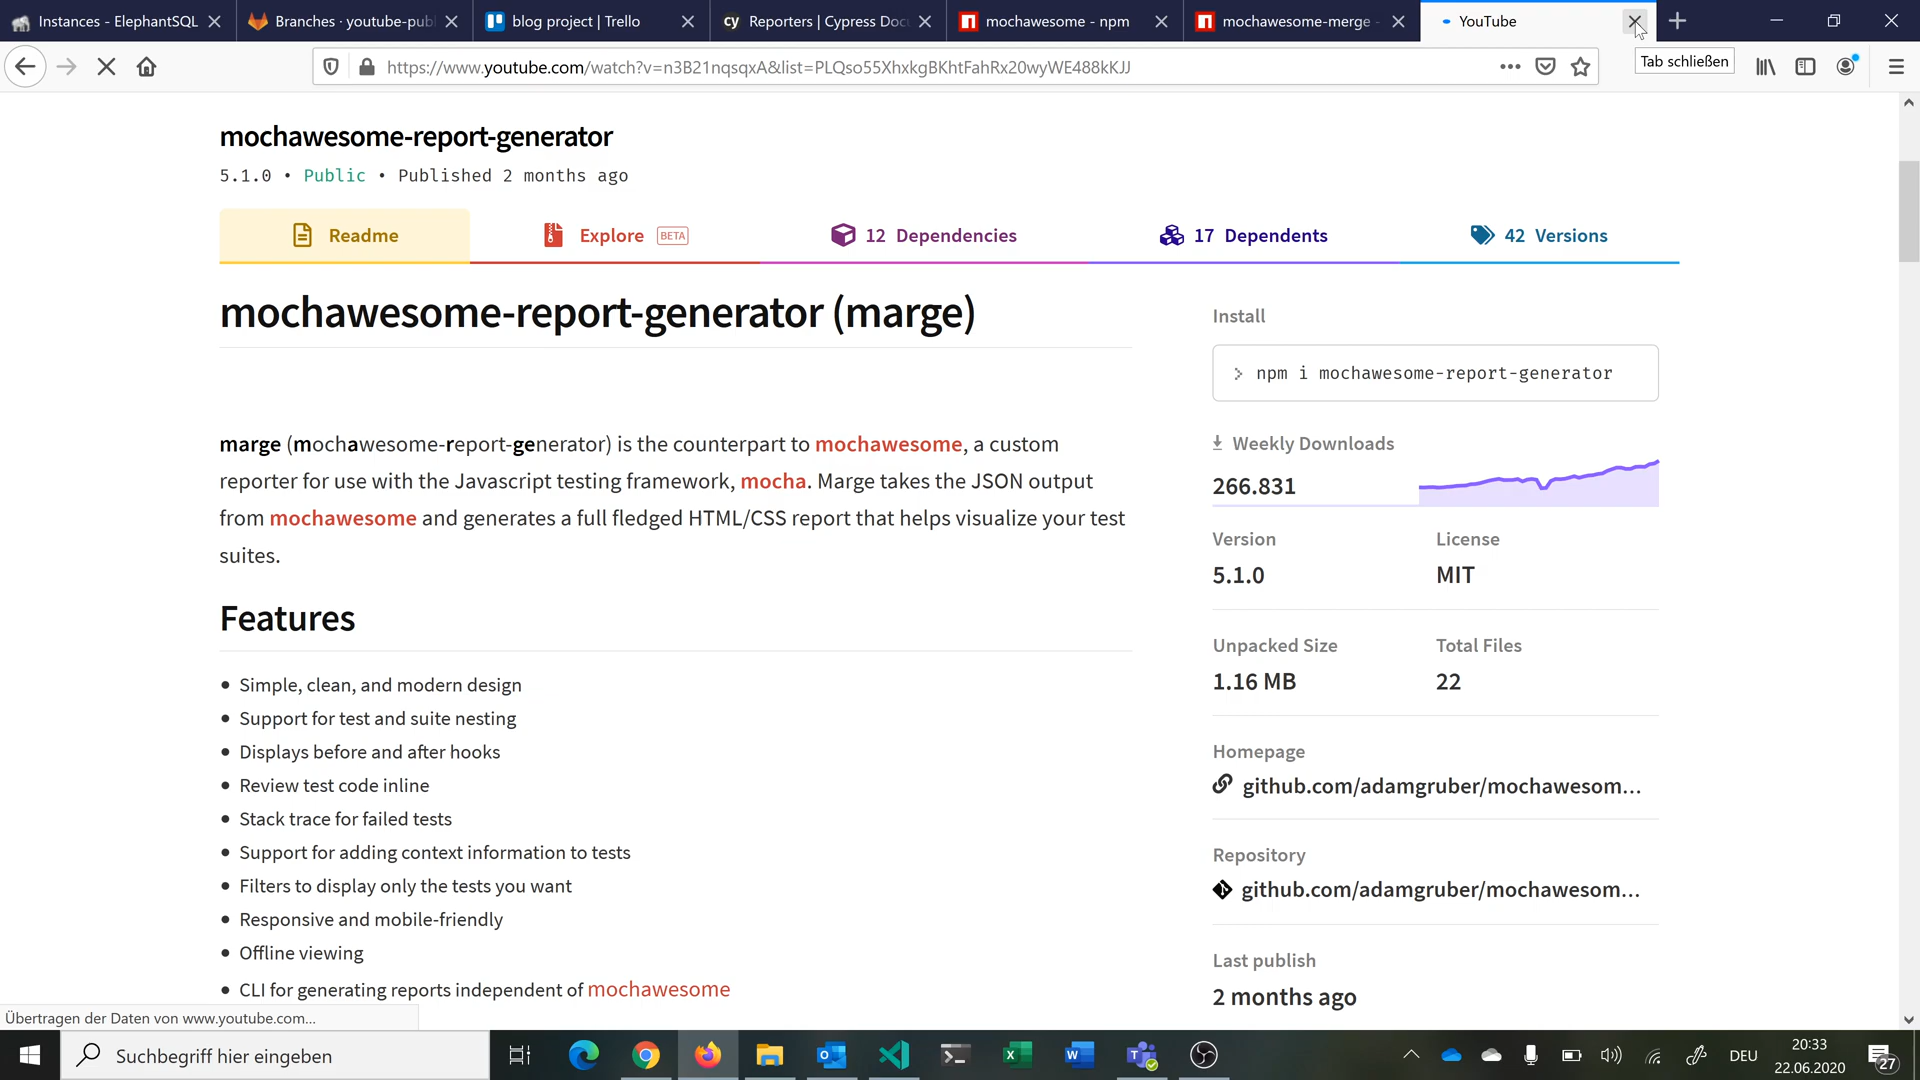 Instances - ElephantSQL
Branches · youtube-pub
blog project | Trello
cy Reporters | Cypress Doc
mochawesome - npm
mochawesome-merge -
YouTube
https://www.youtube.com/watch?v=n3B21nqsqxA&list=PLQso55XhxkgBKhtFahRx20wyWE488kKJJ
Tab schließen
mochawesome-report-generator
5.1.0 • Public • Published 2 months ago
Readme
Explore BETA
12 Dependencies
17 Dependents
42 Versions
mochawesome-report-generator (marge)
marge (mochawesome-report-generator) is the counterpart to mochawesome, a custom
reporter for use with the Javascript testing framework, mocha. Marge takes the JSON output
from mochawesome and generates a full fledged HTML/CSS report that helps visualize your test
suites.
Features
• Simple, clean, and modern design
• Support for test and suite nesting
• Displays before and after hooks
• Review test code inline
• Stack trace for failed tests
• Support for adding context information to tests
• Filters to display only the tests you want
• Responsive and mobile-friendly
• Offline viewing
• CLI for generating reports independent of mochawesome
Install
> npm i mochawesome-report-generator
Weekly Downloads
266.831
Version
5.1.0
License
MIT
Unpacked Size
1.16 MB
Total Files
22
Homepage
github.com/adamgruber/mochawesom...
Repository
github.com/adamgruber/mochawesom...
Last publish
2 months ago
Übertragen der Daten von www.youtube.com...
Suchbegriff hier eingeben
DEU
20:33
22.06.2020
27